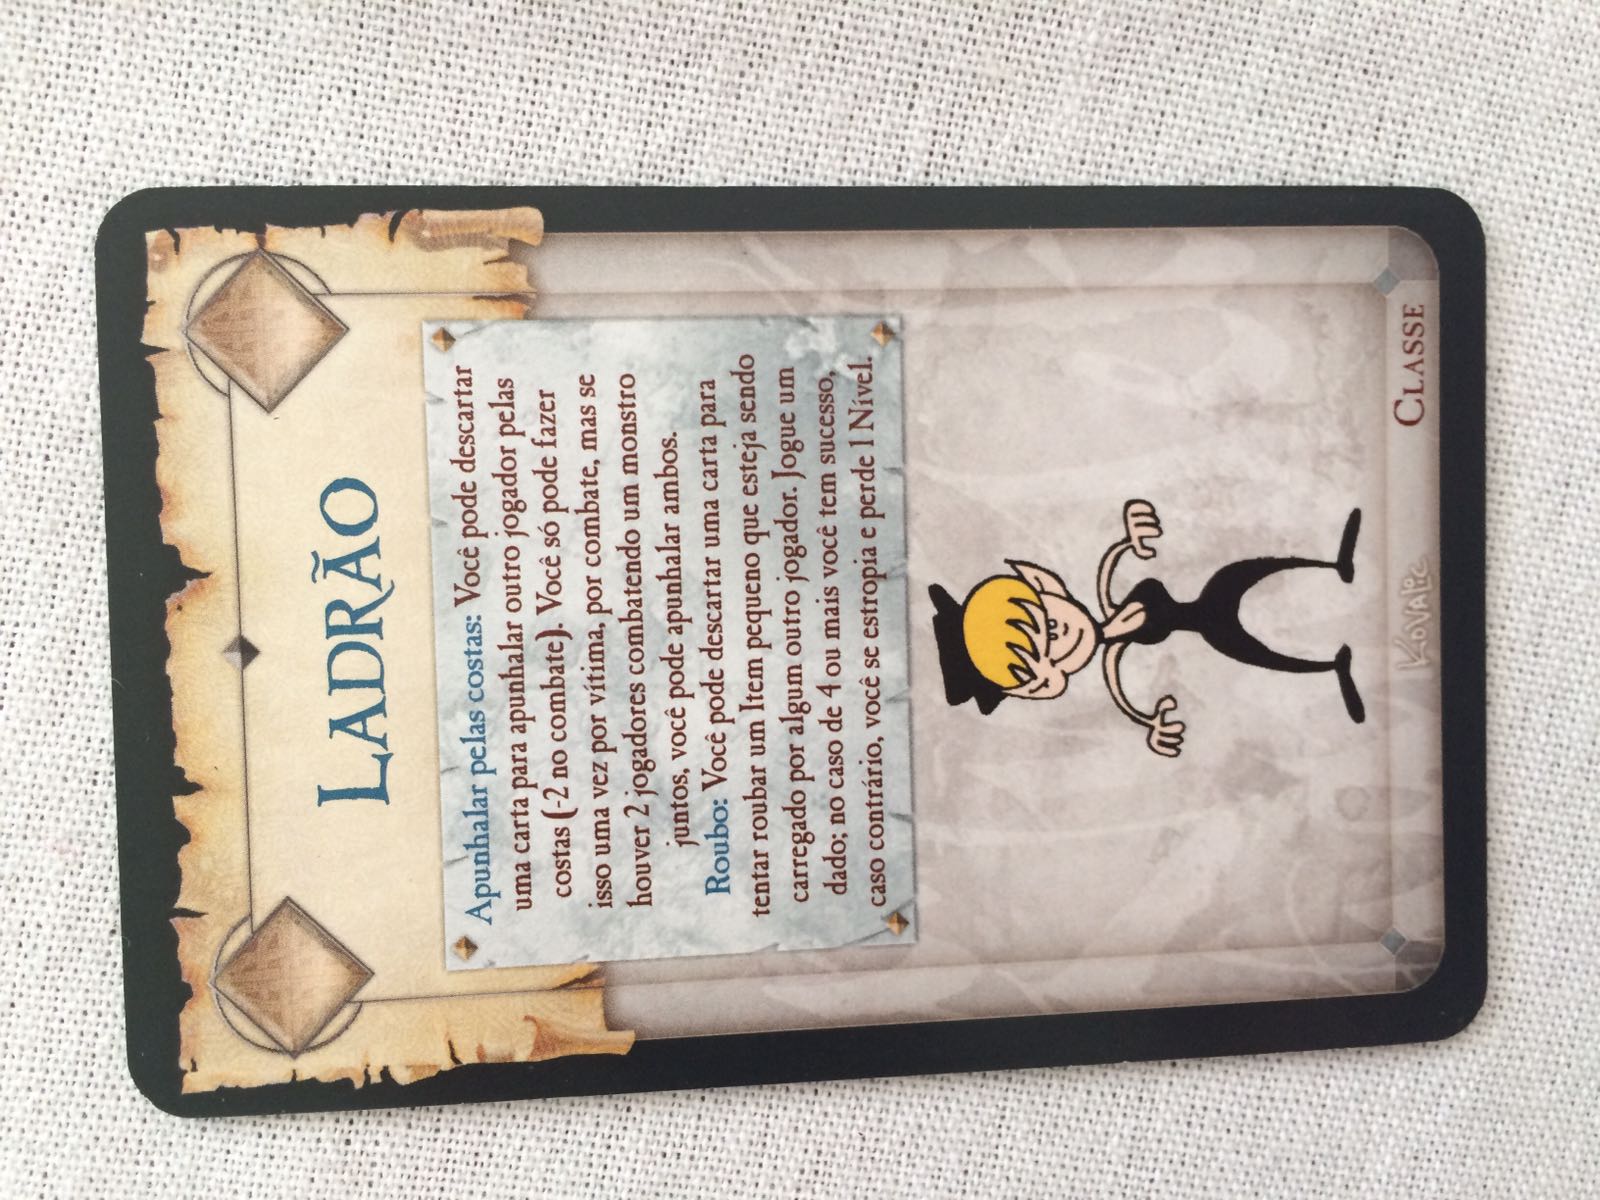 LADRÃO
Apunhalar pelas costas: Você pode descartar
uma carta para apunhalar outro jogador pelas
costas (-2 no combate). Você só pode fazer
isso uma vez por vítima, por combate, mas se
houver 2 jogadores combatendo um monstro
juntos, você pode apunhalar ambos.
Roubo: Você pode descartar uma carta para
tentar roubar um Item pequeno que esteja sendo
carregado por algum outro jogador. Jogue um
dado; no caso de 4 ou mais você tem sucesso,
caso contrário, você se estropia e perde 1 Nível.
KOVALIC
CLASSE